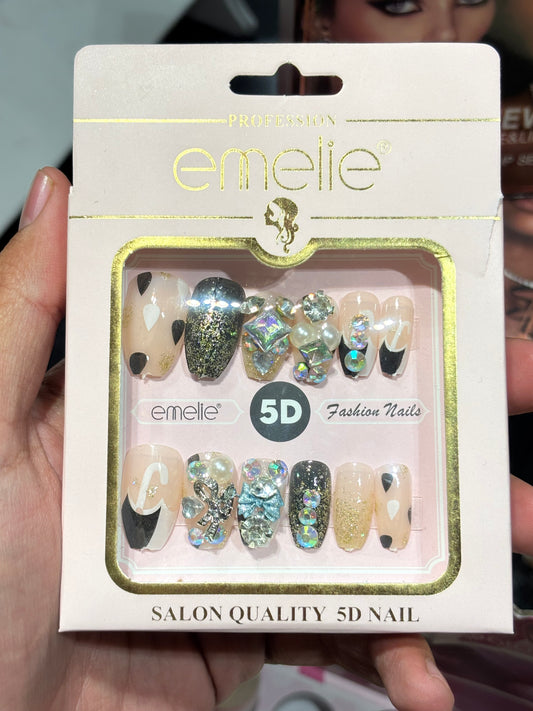 PROFESSION
emelie®
emelie® 5D Fashion Nails
SALON QUALITY 5D NAIL